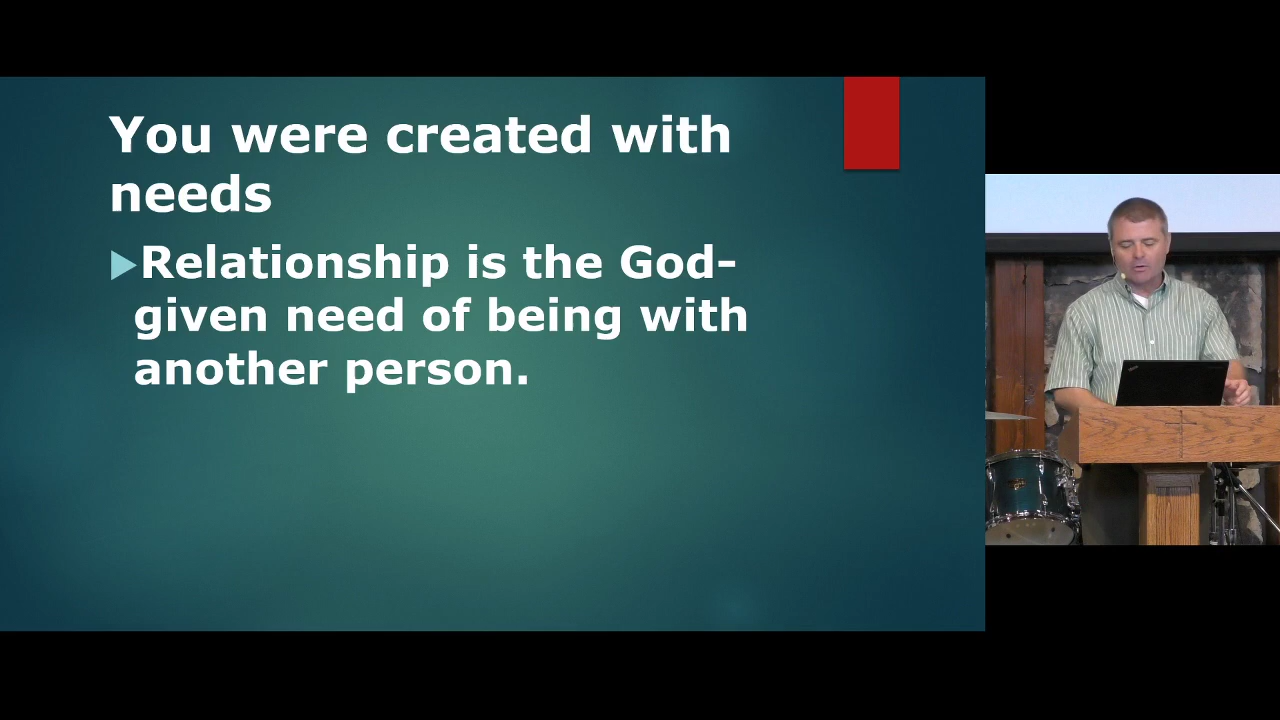 You were created with
needs
Relationship is the God-
given need of being with
another person.